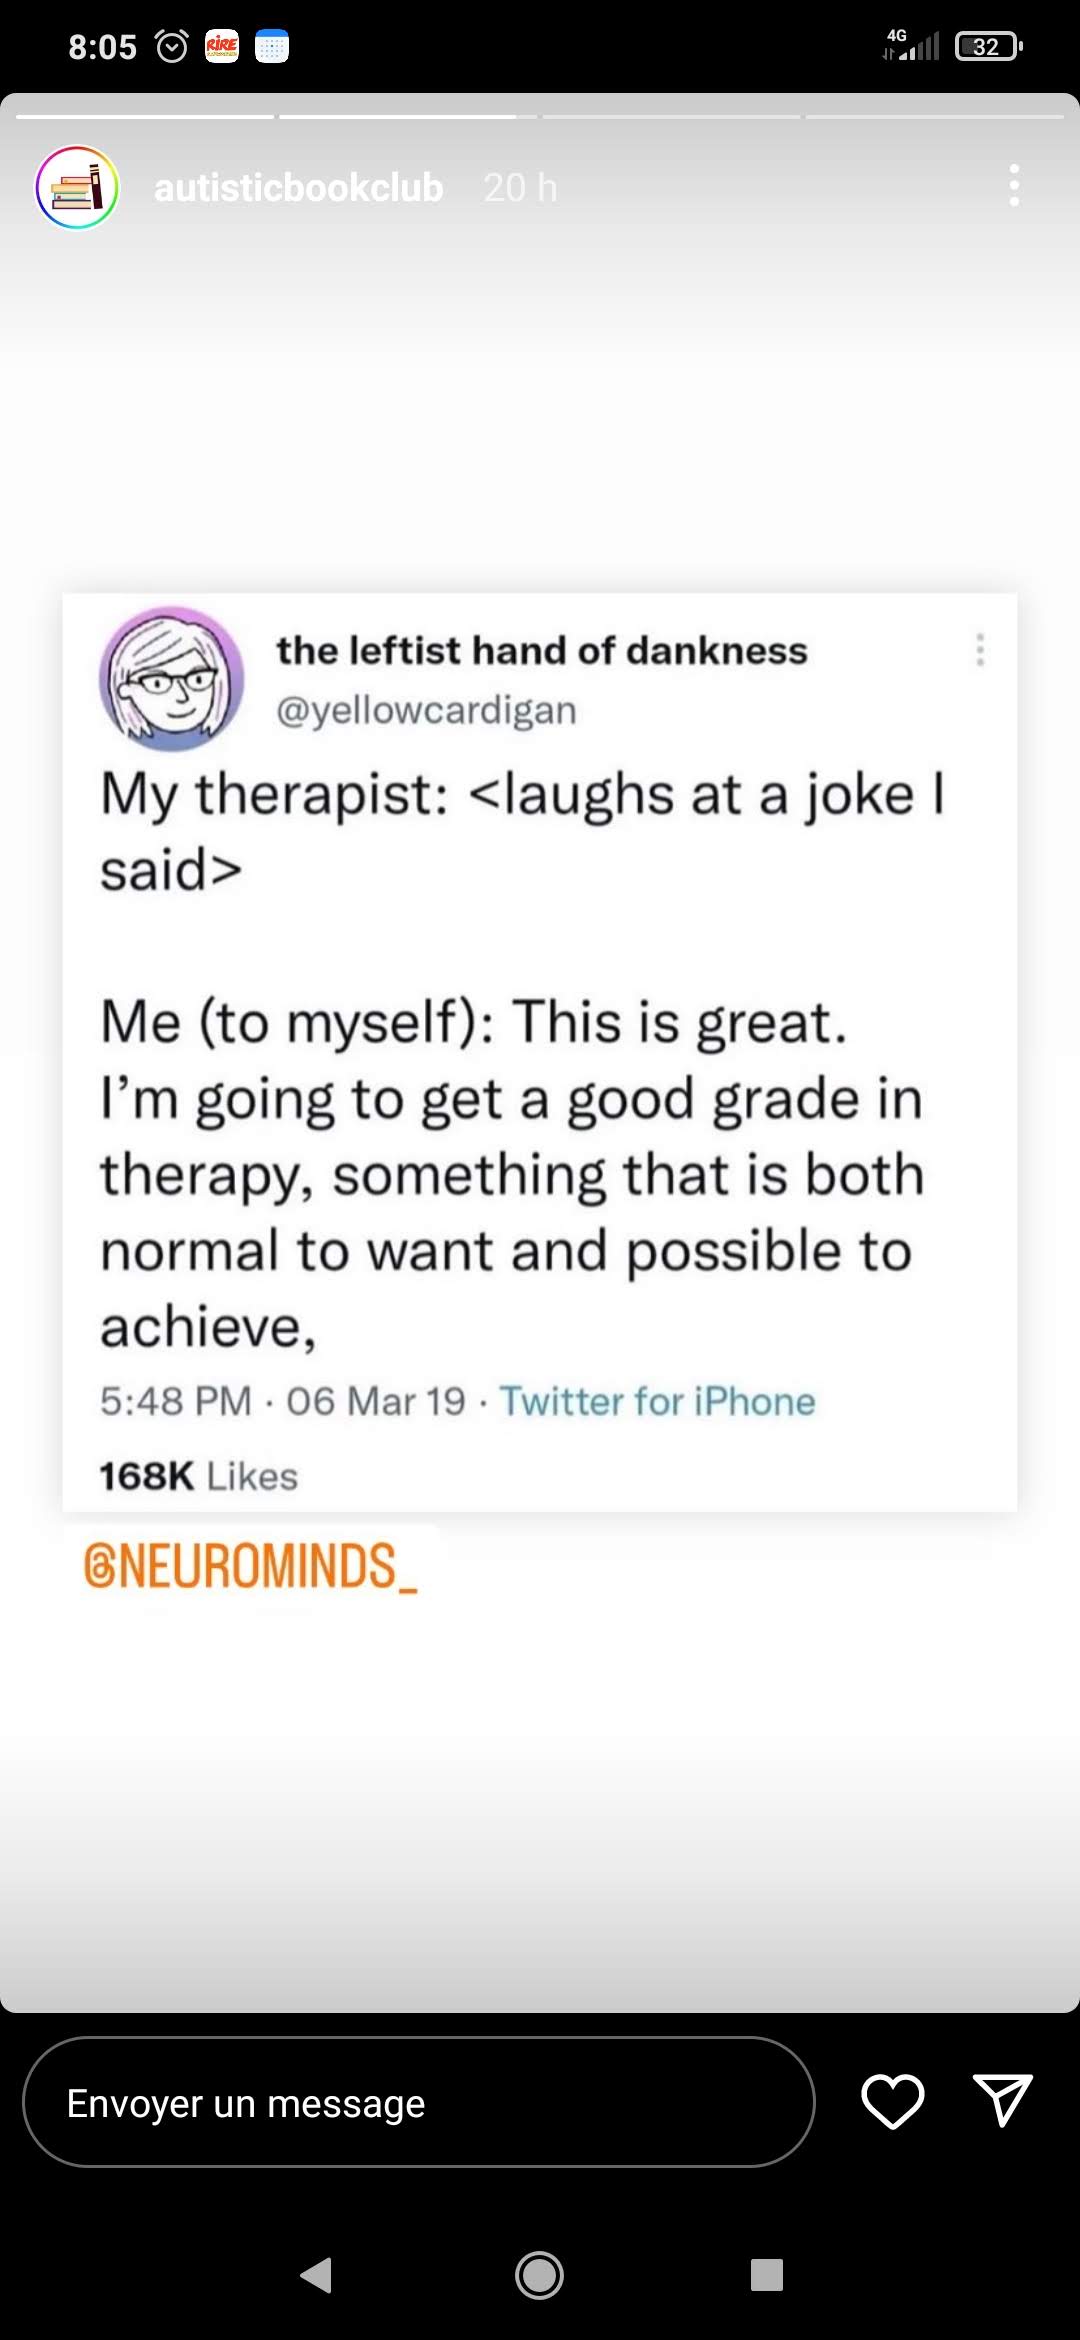 8:05
RIRE
4G
32
autisticbookclub 20 h
the leftist hand of dankness
@yellowcardigan
My therapist: <laughs at a joke I
said>
Me (to myself): This is great.
I’m going to get a good grade in
therapy, something that is both
normal to want and possible to
achieve,
5:48 PM · 06 Mar 19 · Twitter for iPhone
168K Likes
@NEUROMINDS_
Envoyer un message